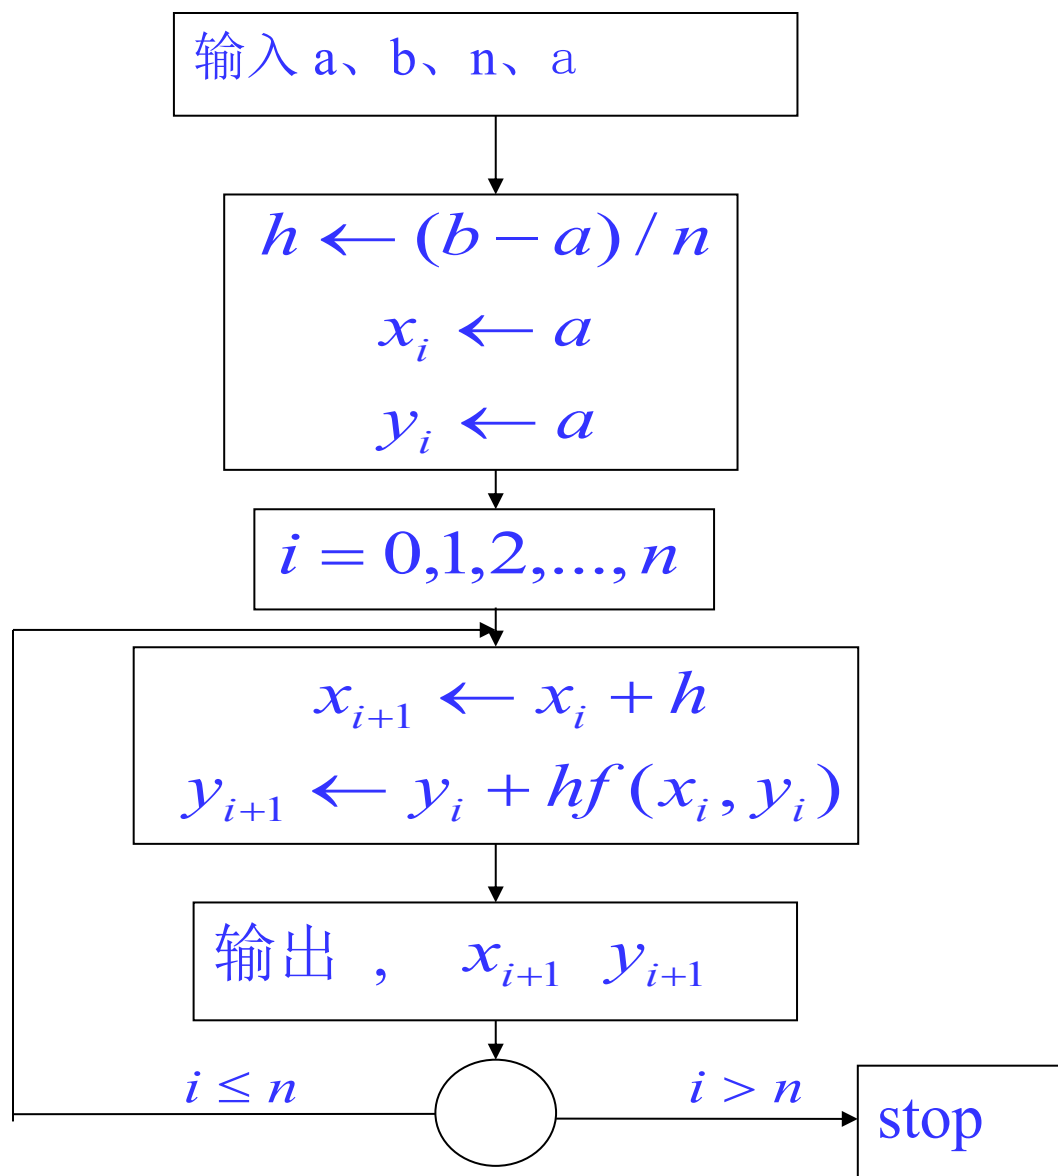 输入 a、b、n、a
h ← (b − a) / n
x_i ← a
y_i ← a
i = 0,1,2,..., n
x_{i+1} ← x_i + h
y_{i+1} ← y_i + hf(x_i, y_i)
输出 , x_{i+1} y_{i+1}
i ≤ n
i > n
stop